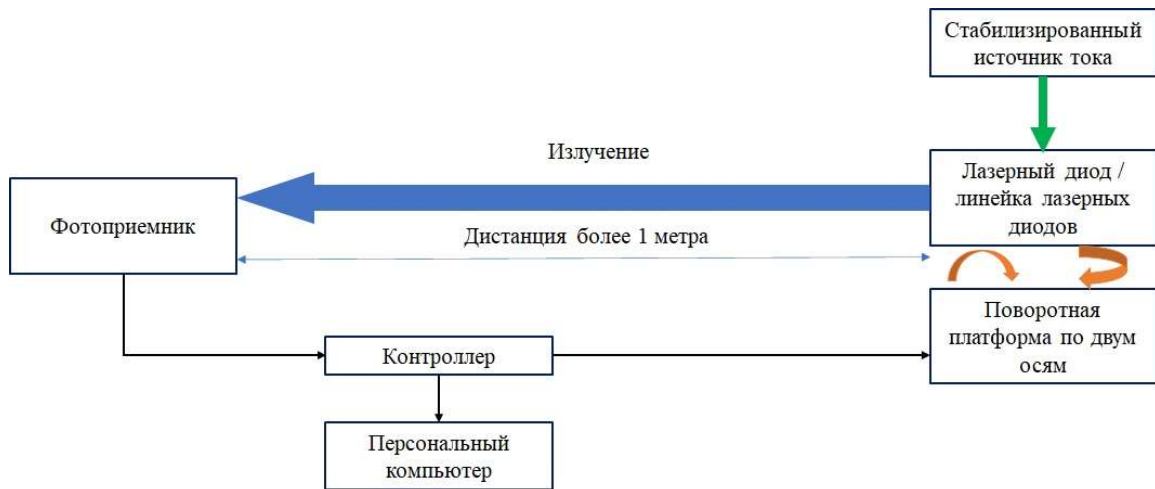 Стабилизированный
источник тока
Излучение
Лазерный диод /
линейка лазерных
диодов
Фотоприемник
Дистанция более 1 метра
Поворотная
платформа по двум
осям
Контроллер
Персональный
компьютер